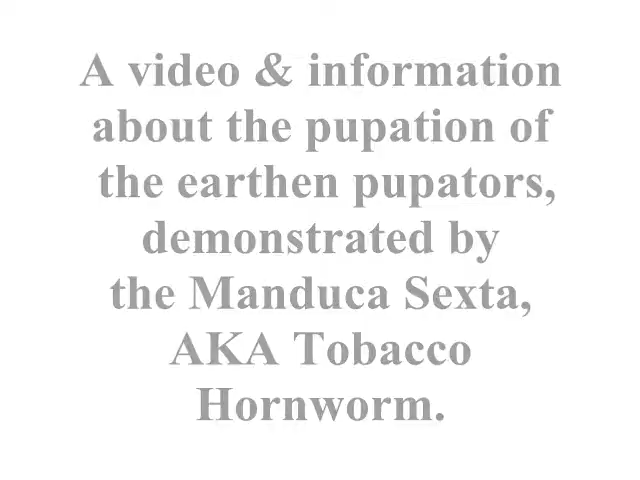 A video & information
about the pupation of
the earthen pupators,
demonstrated by
the Manduca Sexta,
AKA Tobacco
Hornworm.